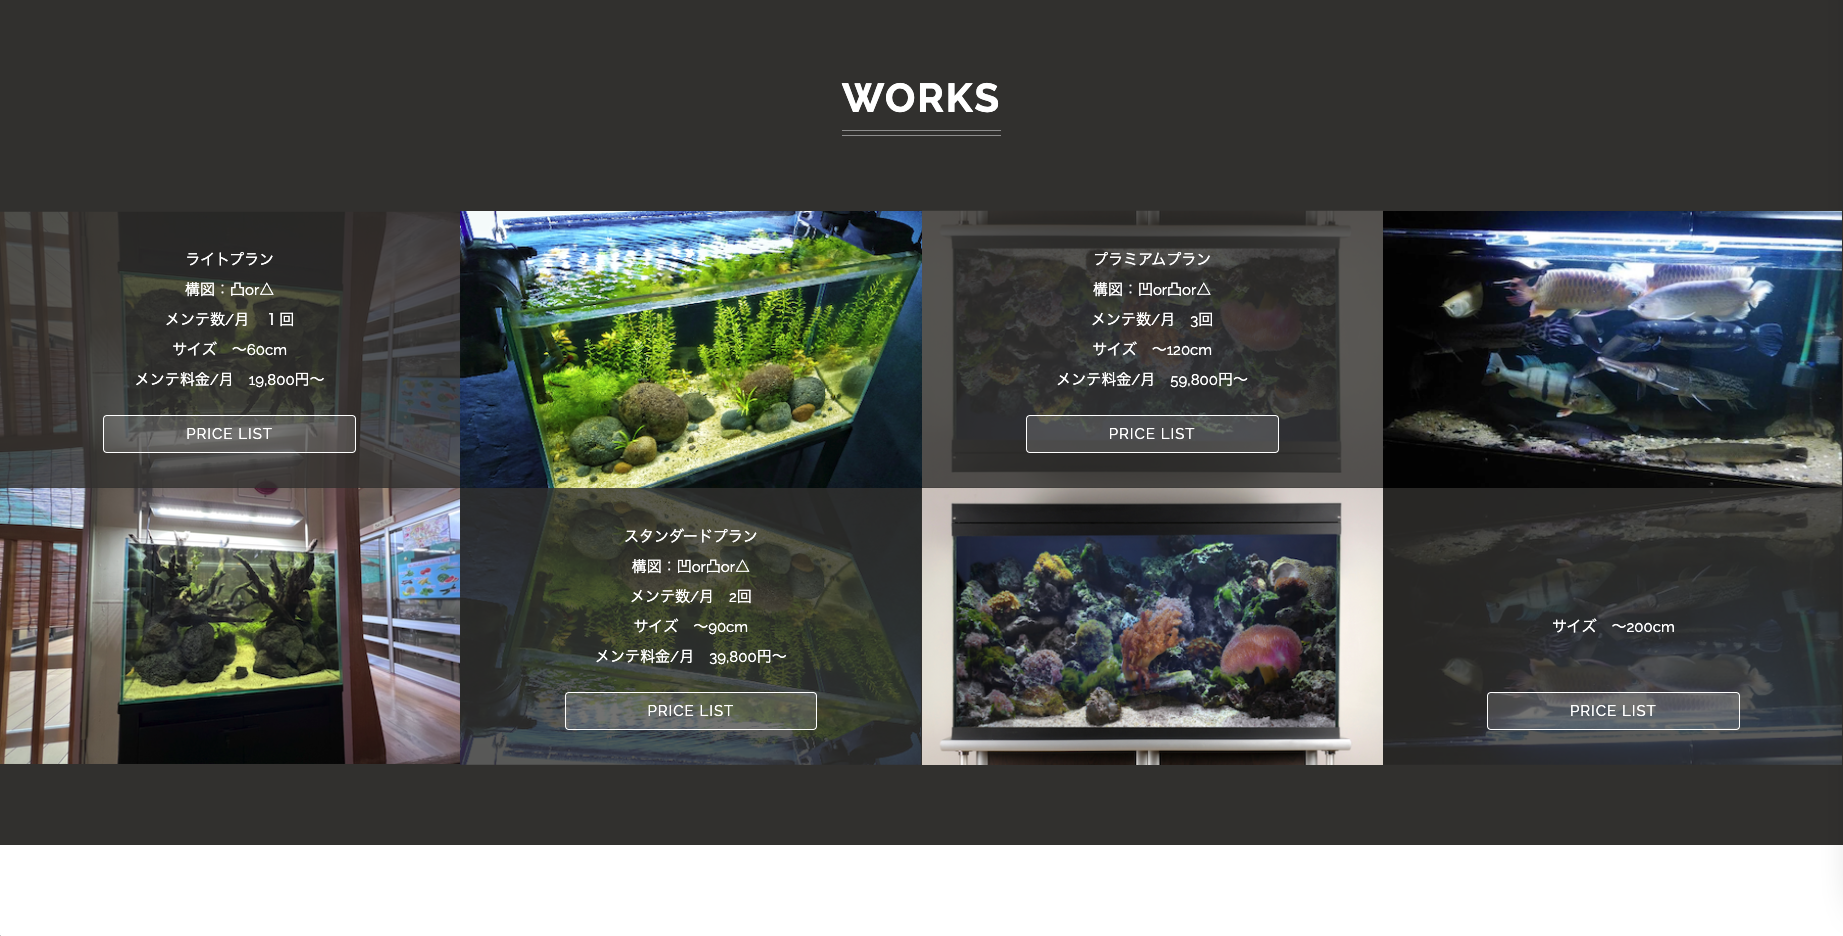 WORKS
ライトプラン
構図：凸or△
メンテ数/月　１回
サイズ　〜60cm
メンテ料金/月　19,800円〜
PRICE LIST
プラミアムプラン
構図：凹or凸or△
メンテ数/月　3回
サイズ　〜120cm
メンテ料金/月　59,800円〜
PRICE LIST
スタンダードプラン
構図：凹or凸or△
メンテ数/月　2回
サイズ　〜90cm
メンテ料金/月　39,800円〜
PRICE LIST
サイズ　〜200cm
PRICE LIST